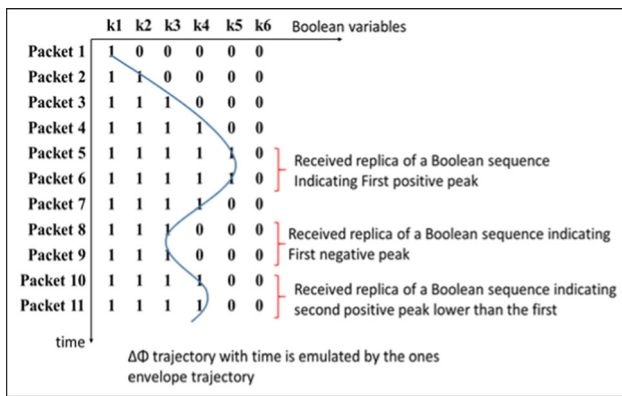 k1 k2 k3 k4 k5 k6 Boolean variables
Packet 1 1 0 0 0 0 0
Packet 2 1 1 0 0 0 0
Packet 3 1 1 1 0 0 0
Packet 4 1 1 1 1 0 0
Packet 5 1 1 1 1 1 0
Packet 6 1 1 1 1 1 0
Received replica of a Boolean sequence
Indicating First positive peak
Packet 7 1 1 1 1 0 0
Packet 8 1 1 1 0 0 0
Packet 9 1 1 1 0 0 0
Received replica of a Boolean sequence indicating
First negative peak
Packet 10 1 1 1 1 0 0
Packet 11 1 1 1 1 0 0
Received replica of a Boolean sequence indicating
second positive peak lower than the first
time
ΔΦ trajectory with time is emulated by the ones
envelope trajectory